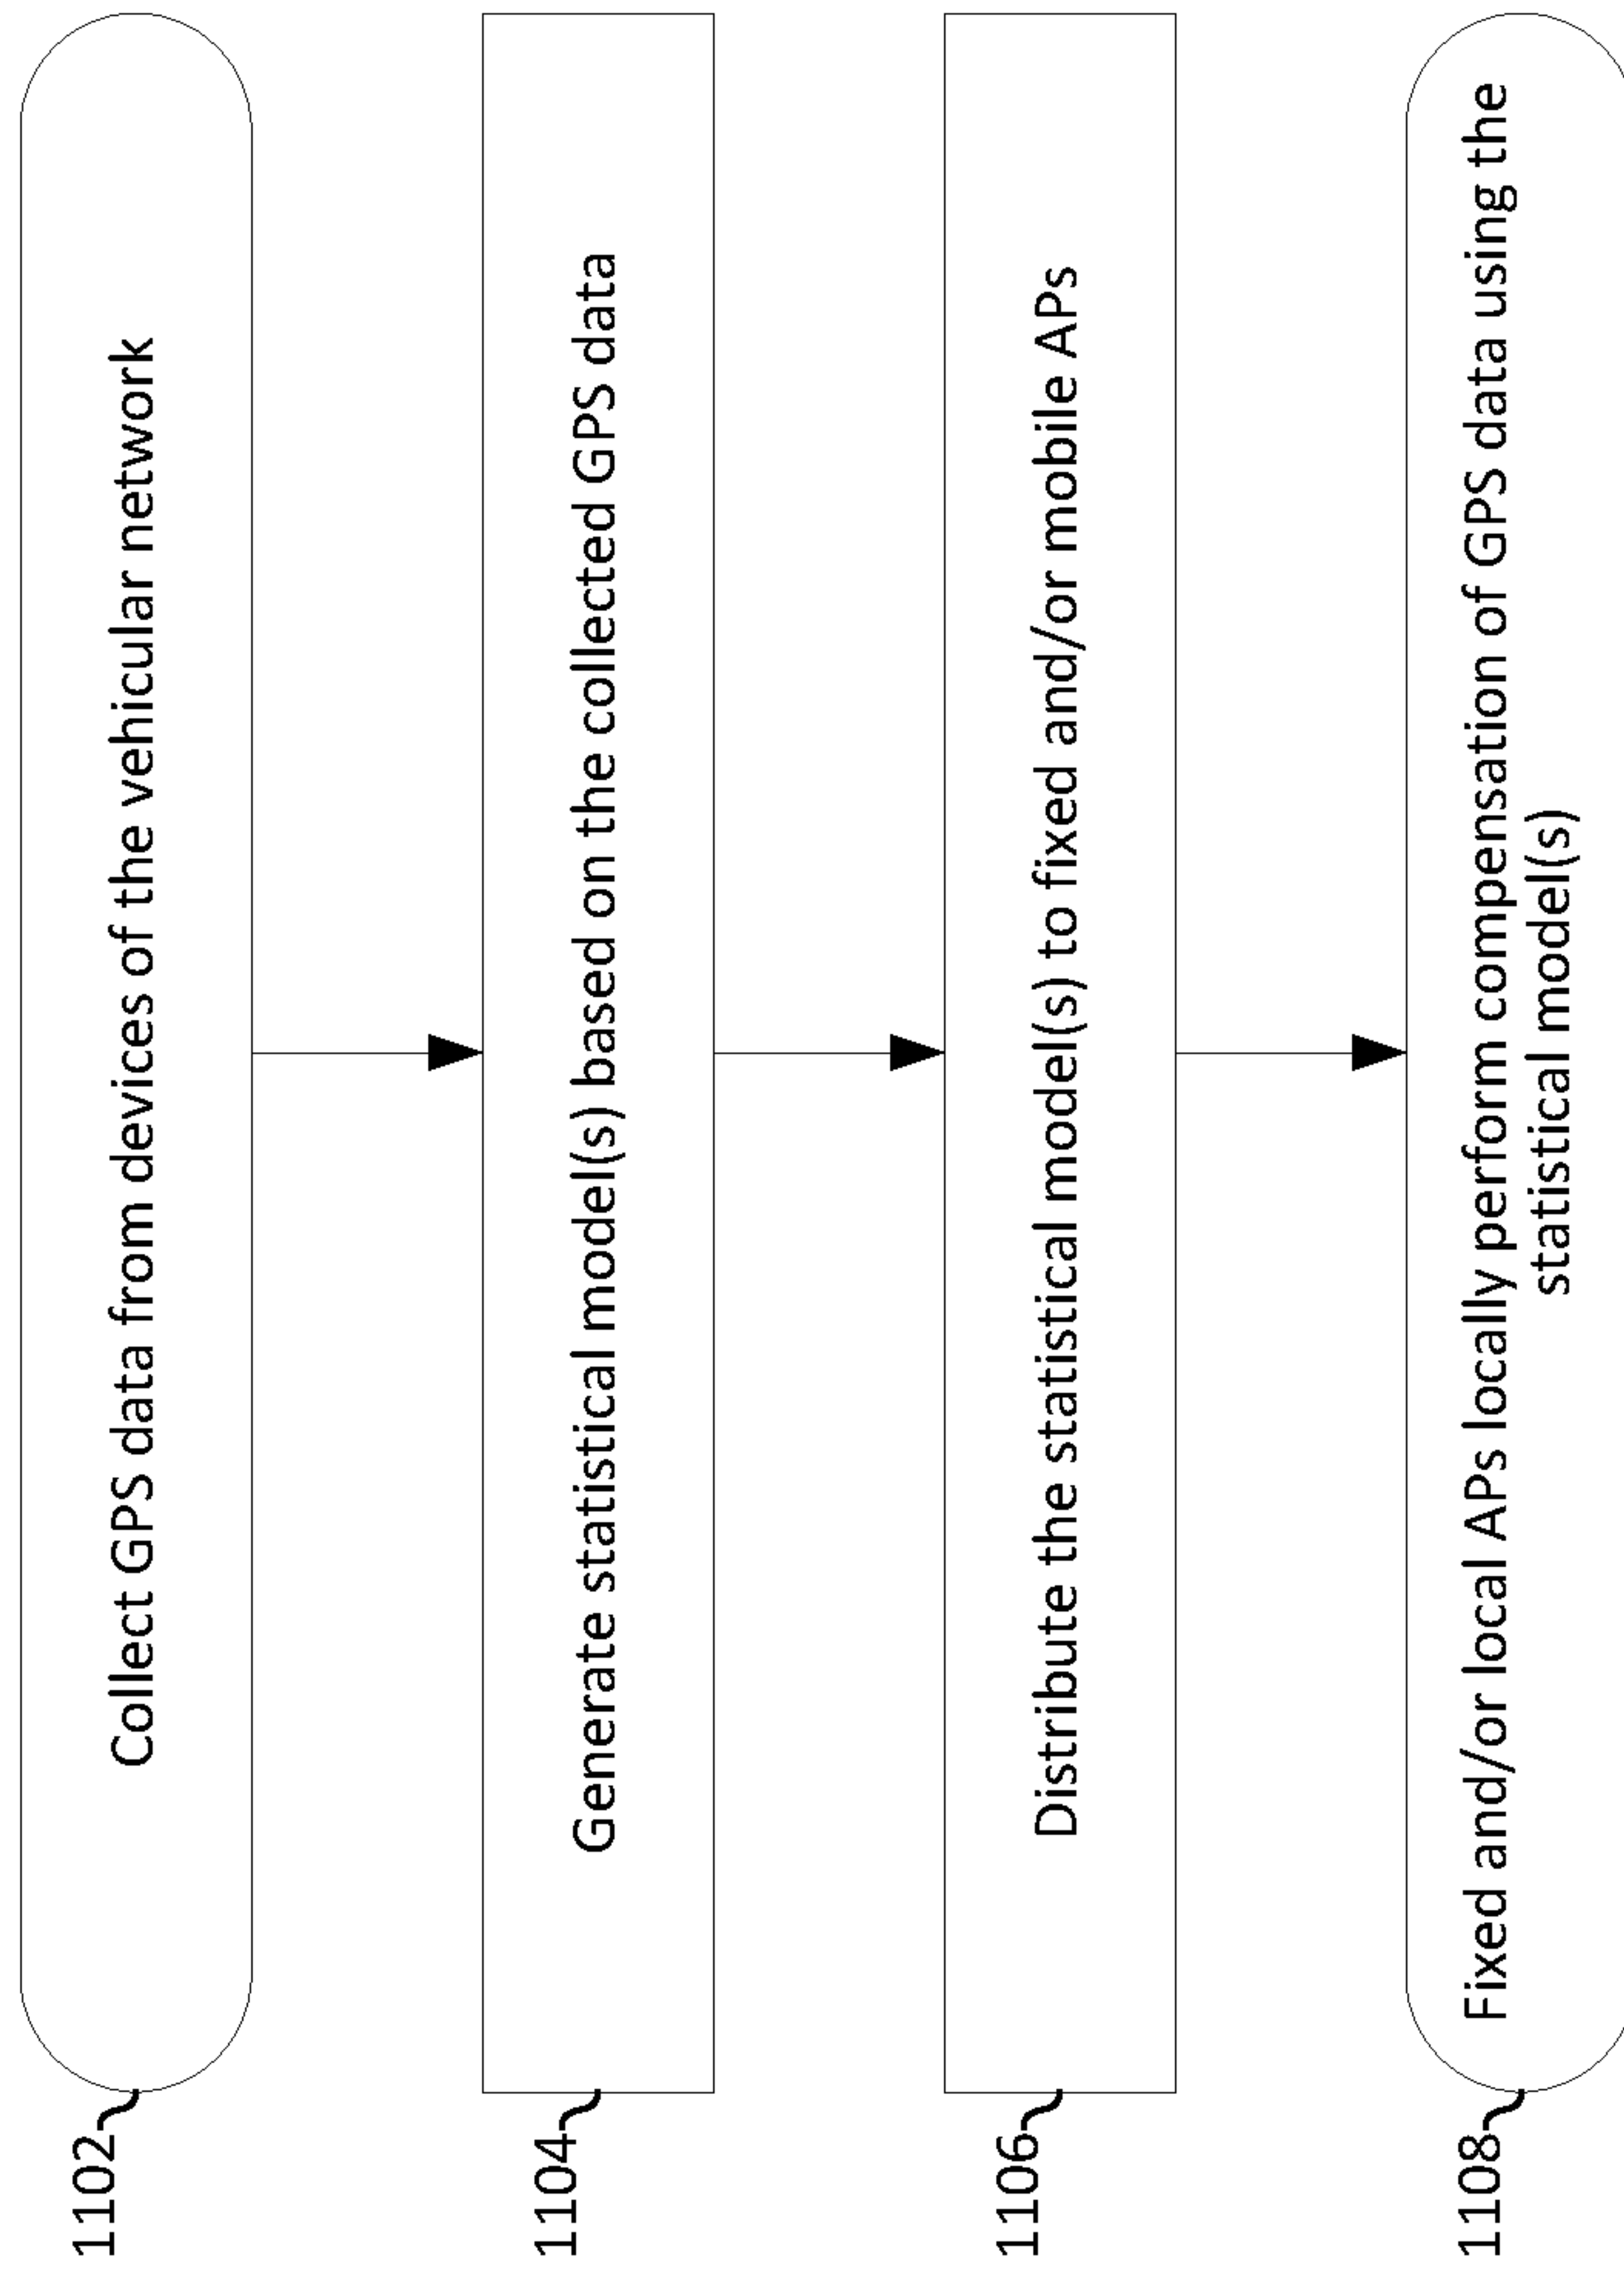 1102
Collect GPS data from devices of the vehicular network
1104
Generate statistical model(s) based on the collected GPS data
1106
Distribute the statistical model(s) to fixed and/or mobile APs
1108
Fixed and/or local APs locally perform compensation of GPS data using the
statistical model(s)